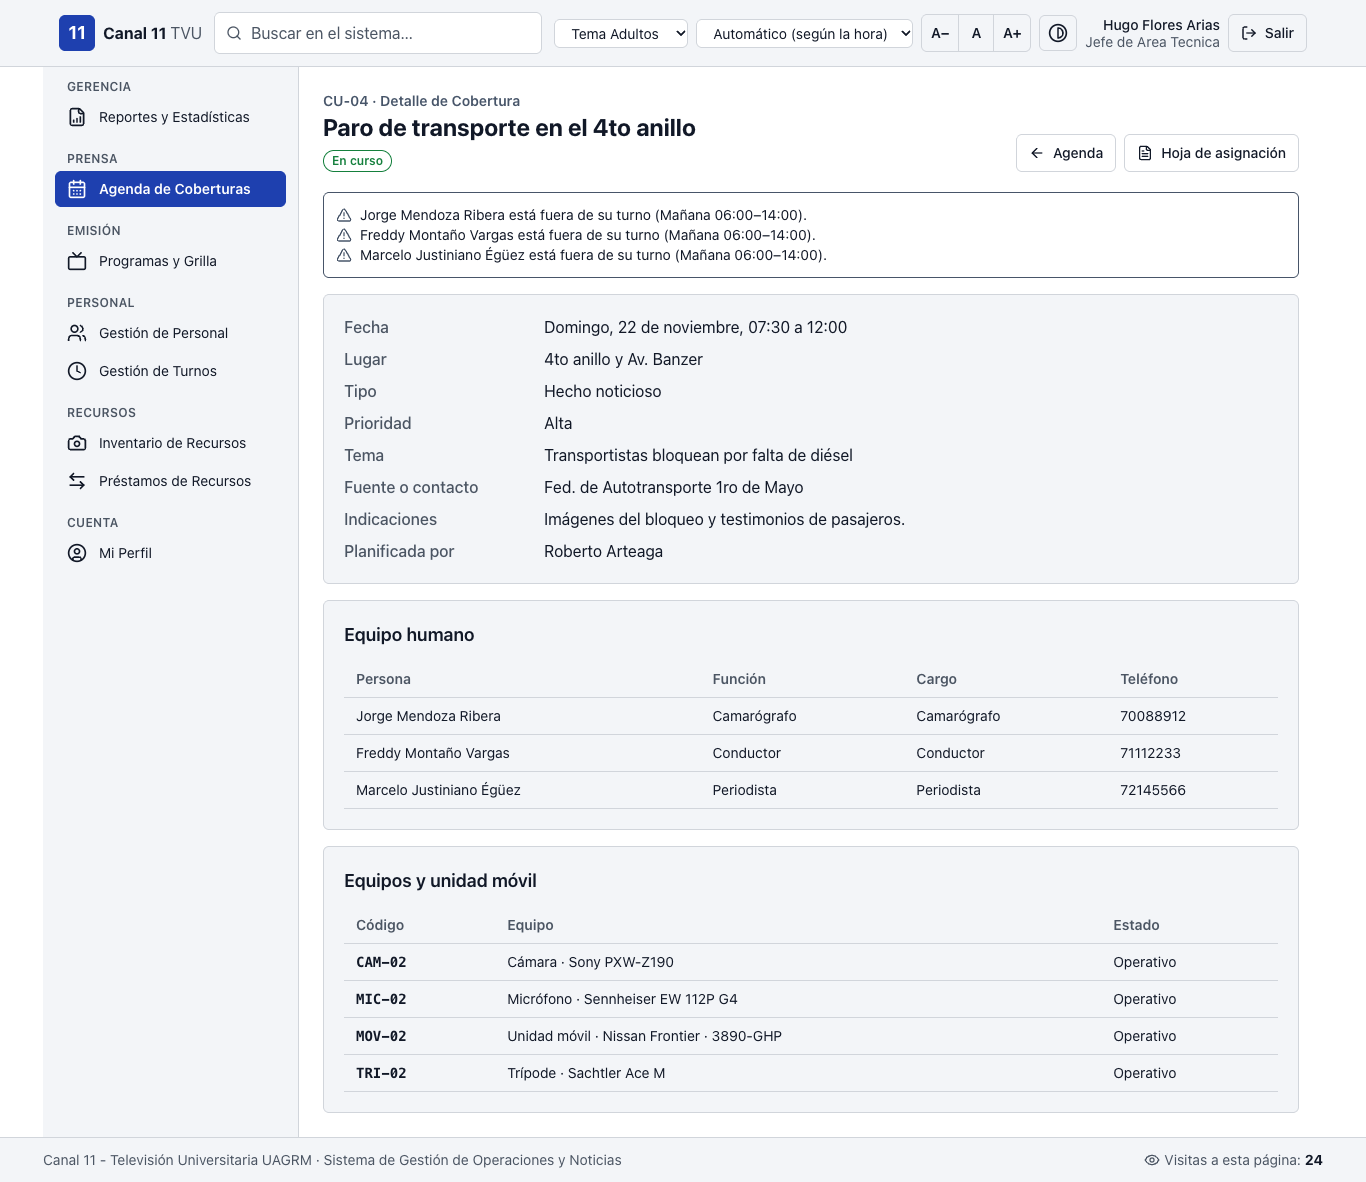 11 Canal 11 TVU
Buscar en el sistema...
Tema Adultos
Automático (según la hora)
A− A A+
Hugo Flores Arias
Jefe de Area Tecnica
Salir
GERENCIA
Reportes y Estadísticas
PRENSA
Agenda de Coberturas
EMISIÓN
Programas y Grilla
PERSONAL
Gestión de Personal
Gestión de Turnos
RECURSOS
Inventario de Recursos
Préstamos de Recursos
CUENTA
Mi Perfil
CU-04 · Detalle de Cobertura
Paro de transporte en el 4to anillo
En curso
Agenda
Hoja de asignación
Jorge Mendoza Ribera está fuera de su turno (Mañana 06:00–14:00).
Freddy Montaño Vargas está fuera de su turno (Mañana 06:00–14:00).
Marcelo Justiniano Égüez está fuera de su turno (Mañana 06:00–14:00).
Fecha Domingo, 22 de noviembre, 07:30 a 12:00
Lugar 4to anillo y Av. Banzer
Tipo Hecho noticioso
Prioridad Alta
Tema Transportistas bloquean por falta de diésel
Fuente o contacto Fed. de Autotransporte 1ro de Mayo
Indicaciones Imágenes del bloqueo y testimonios de pasajeros.
Planificada por Roberto Arteaga
Equipo humano
Persona Función Cargo Teléfono
Jorge Mendoza Ribera Camarógrafo Camarógrafo 70088912
Freddy Montaño Vargas Conductor Conductor 71112233
Marcelo Justiniano Égüez Periodista Periodista 72145566
Equipos y unidad móvil
Código Equipo Estado
CAM-02 Cámara · Sony PXW-Z190 Operativo
MIC-02 Micrófono · Sennheiser EW 112P G4 Operativo
MOV-02 Unidad móvil · Nissan Frontier · 3890-GHP Operativo
TRI-02 Trípode · Sachtler Ace M Operativo
Canal 11 - Televisión Universitaria UAGRM · Sistema de Gestión de Operaciones y Noticias
Visitas a esta página: 24